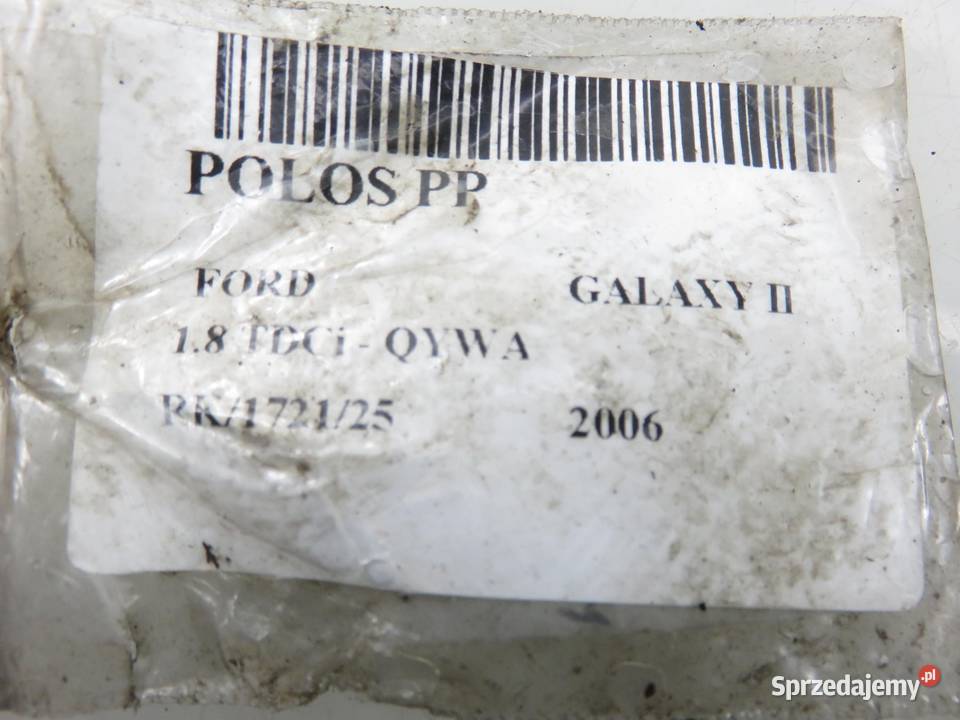 POLOS PP
FORD GALAXY II
1.8 TDCi - QYWA
RK/1721/25 2006
Sprzedajemy.pl